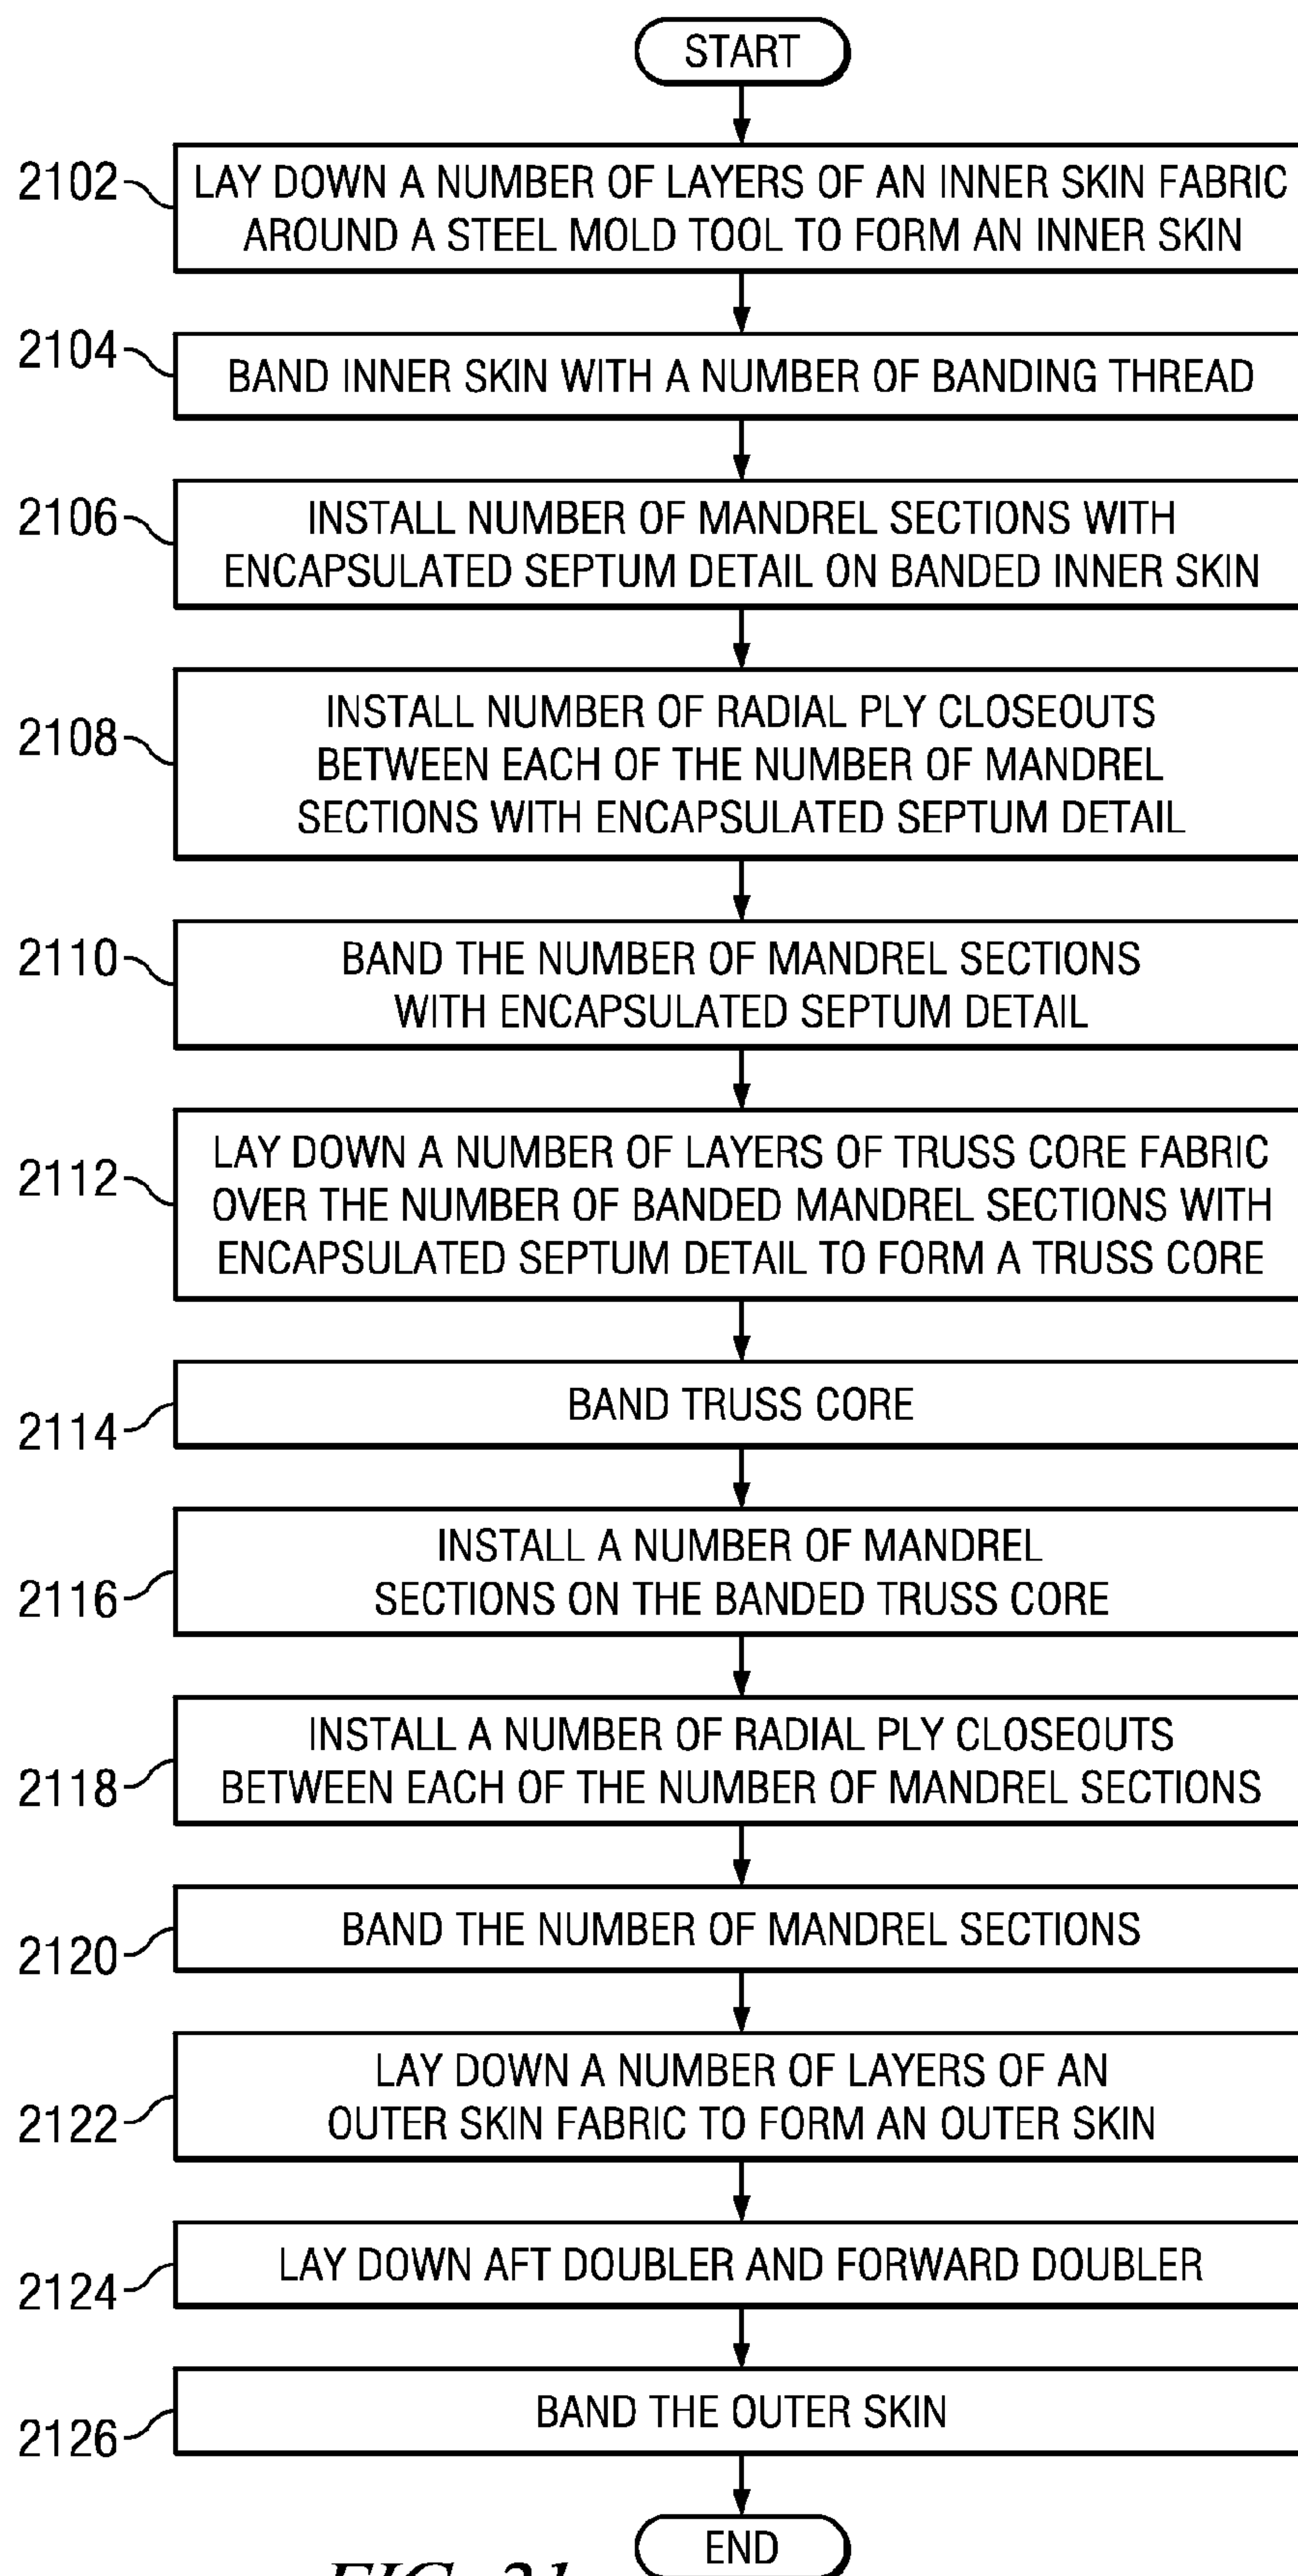 START
2102
LAY DOWN A NUMBER OF LAYERS OF AN INNER SKIN FABRIC
AROUND A STEEL MOLD TOOL TO FORM AN INNER SKIN
2104
BAND INNER SKIN WITH A NUMBER OF BANDING THREAD
2106
INSTALL NUMBER OF MANDREL SECTIONS WITH
ENCAPSULATED SEPTUM DETAIL ON BANDED INNER SKIN
2108
INSTALL NUMBER OF RADIAL PLY CLOSEOUTS
BETWEEN EACH OF THE NUMBER OF MANDREL
SECTIONS WITH ENCAPSULATED SEPTUM DETAIL
2110
BAND THE NUMBER OF MANDREL SECTIONS
WITH ENCAPSULATED SEPTUM DETAIL
2112
LAY DOWN A NUMBER OF LAYERS OF TRUSS CORE FABRIC
OVER THE NUMBER OF BANDED MANDREL SECTIONS WITH
ENCAPSULATED SEPTUM DETAIL TO FORM A TRUSS CORE
2114
BAND TRUSS CORE
2116
INSTALL A NUMBER OF MANDREL
SECTIONS ON THE BANDED TRUSS CORE
2118
INSTALL A NUMBER OF RADIAL PLY CLOSEOUTS
BETWEEN EACH OF THE NUMBER OF MANDREL SECTIONS
2120
BAND THE NUMBER OF MANDREL SECTIONS
2122
LAY DOWN A NUMBER OF LAYERS OF AN
OUTER SKIN FABRIC TO FORM AN OUTER SKIN
2124
LAY DOWN AFT DOUBLER AND FORWARD DOUBLER
2126
BAND THE OUTER SKIN
END
FIG. 21